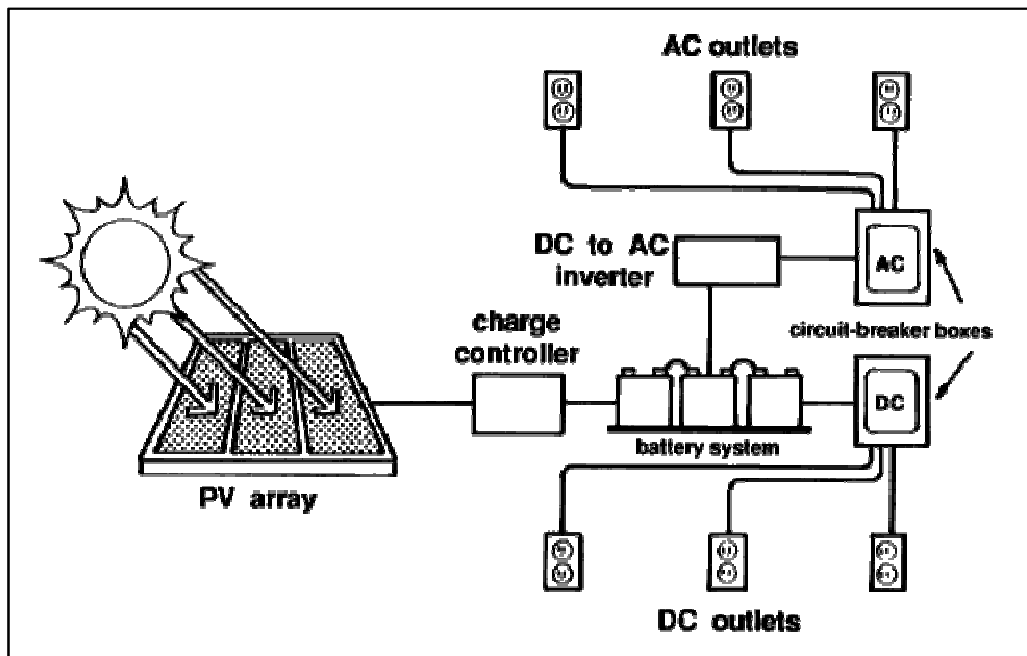 AC outlets
DC to AC
inverter
AC
charge
controller
circuit-breaker boxes
DC
battery system
PV array
DC outlets